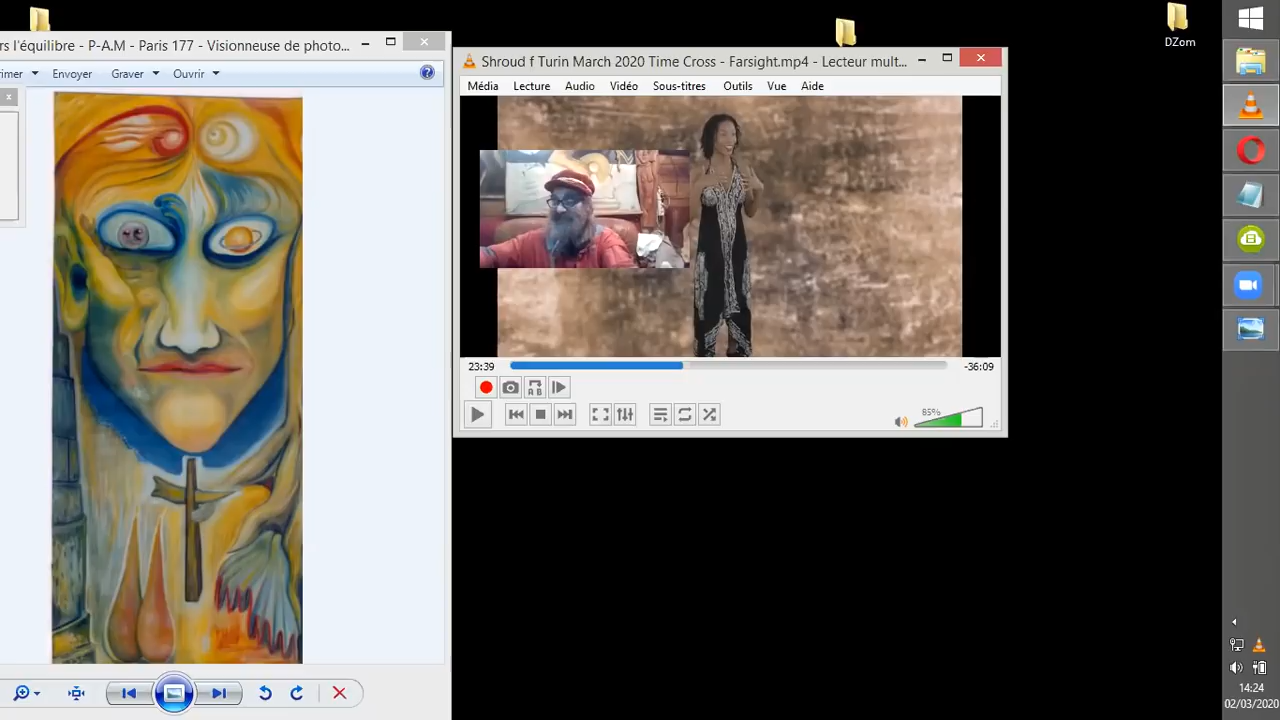 DZom
rs l'équilibre - P-A-M - Paris 177 - Visionneuse de photo...
imer Envoyer Graver Ouvrir
Shroud f Turin March 2020 Time Cross - Farsight.mp4 - Lecteur mult...
Média Lecture Audio Vidéo Sous-titres Outils Vue Aide
23:39 -36:09
A B
85%
14:24
02/03/2020